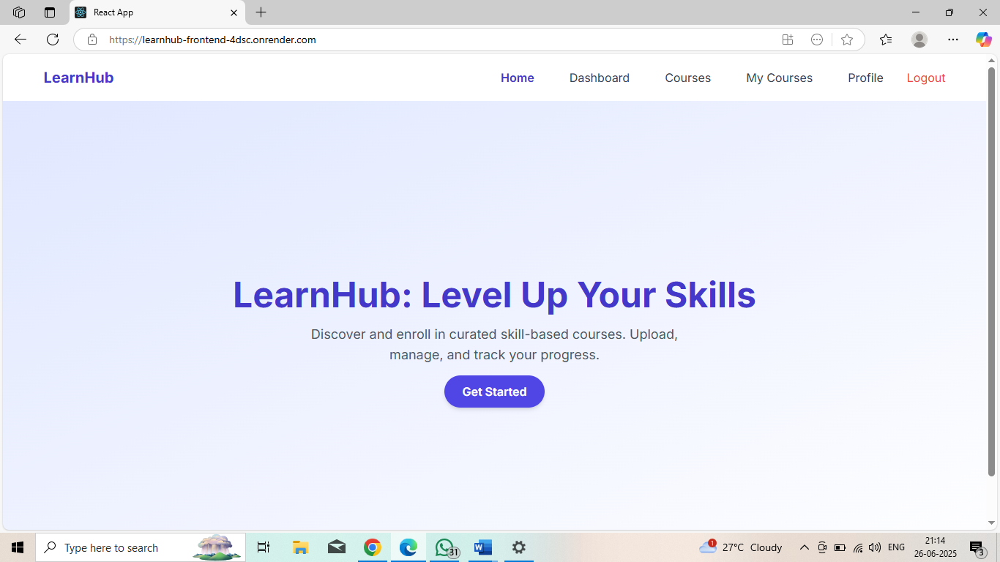 React App
https://learnhub-frontend-4dsc.onrender.com
LearnHub
Home Dashboard Courses My Courses Profile Logout
LearnHub: Level Up Your Skills
Discover and enroll in curated skill-based courses. Upload,
manage, and track your progress.
Get Started
Type here to search
31
W
1
27°C Cloudy
ENG
21:14
26-06-2025
3